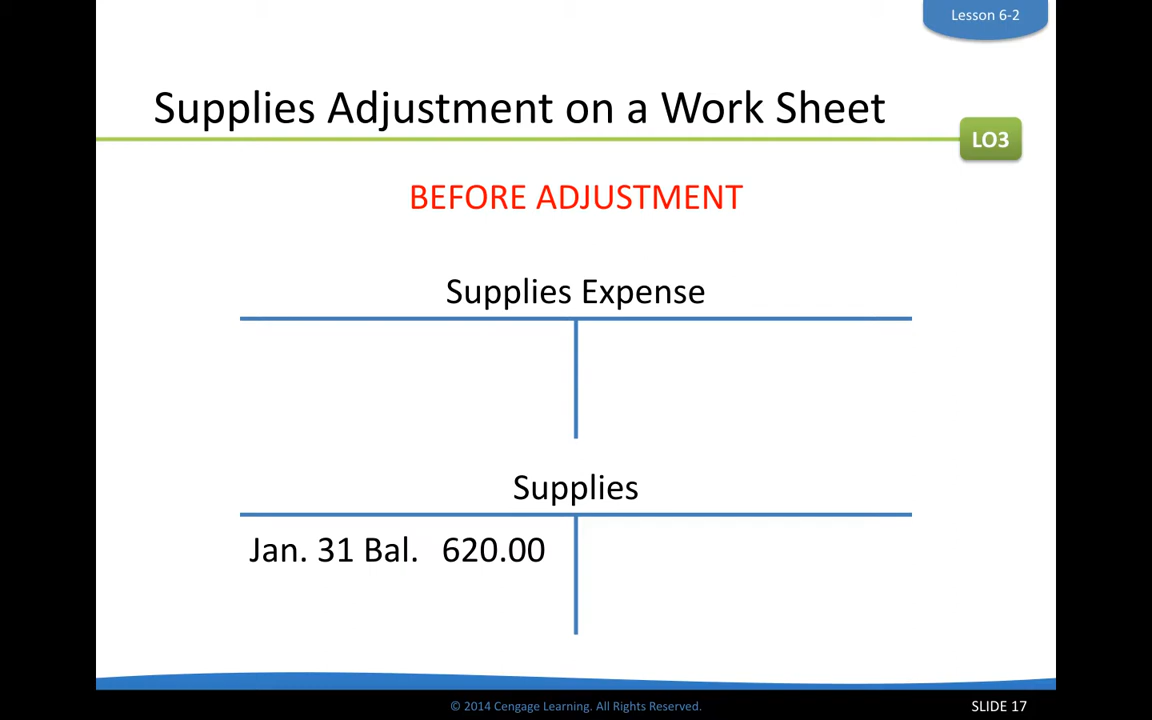 Lesson 6-2
Supplies Adjustment on a Work Sheet
LO3
BEFORE ADJUSTMENT
Supplies Expense
Supplies
Jan. 31 Bal. 620.00
© 2014 Cengage Learning. All Rights Reserved.
SLIDE 17